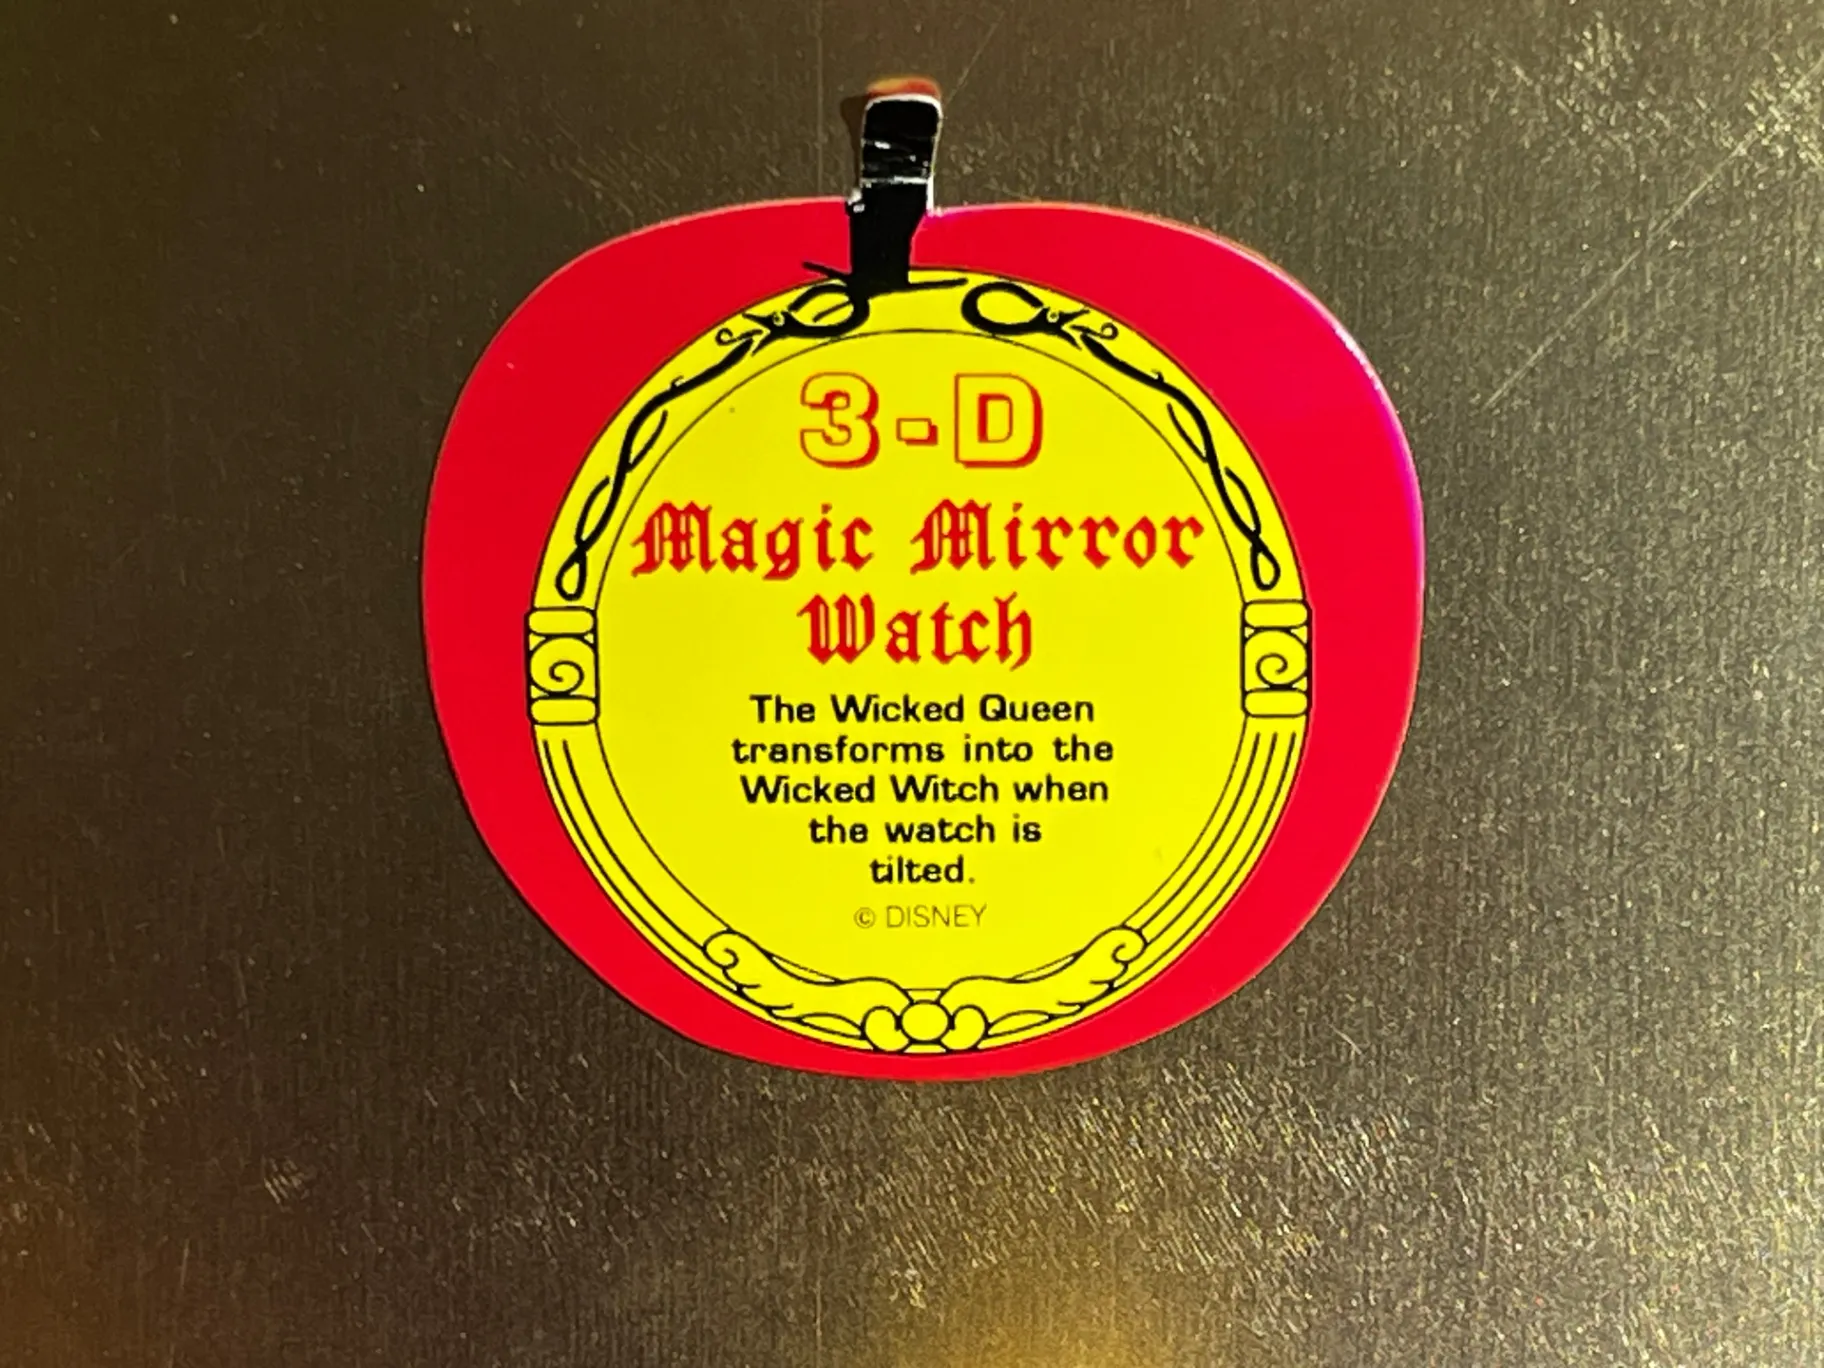 3-D
Magic Mirror
Watch
The Wicked Queen
transforms into the
Wicked Witch when
the watch is
tilted.
© DISNEY